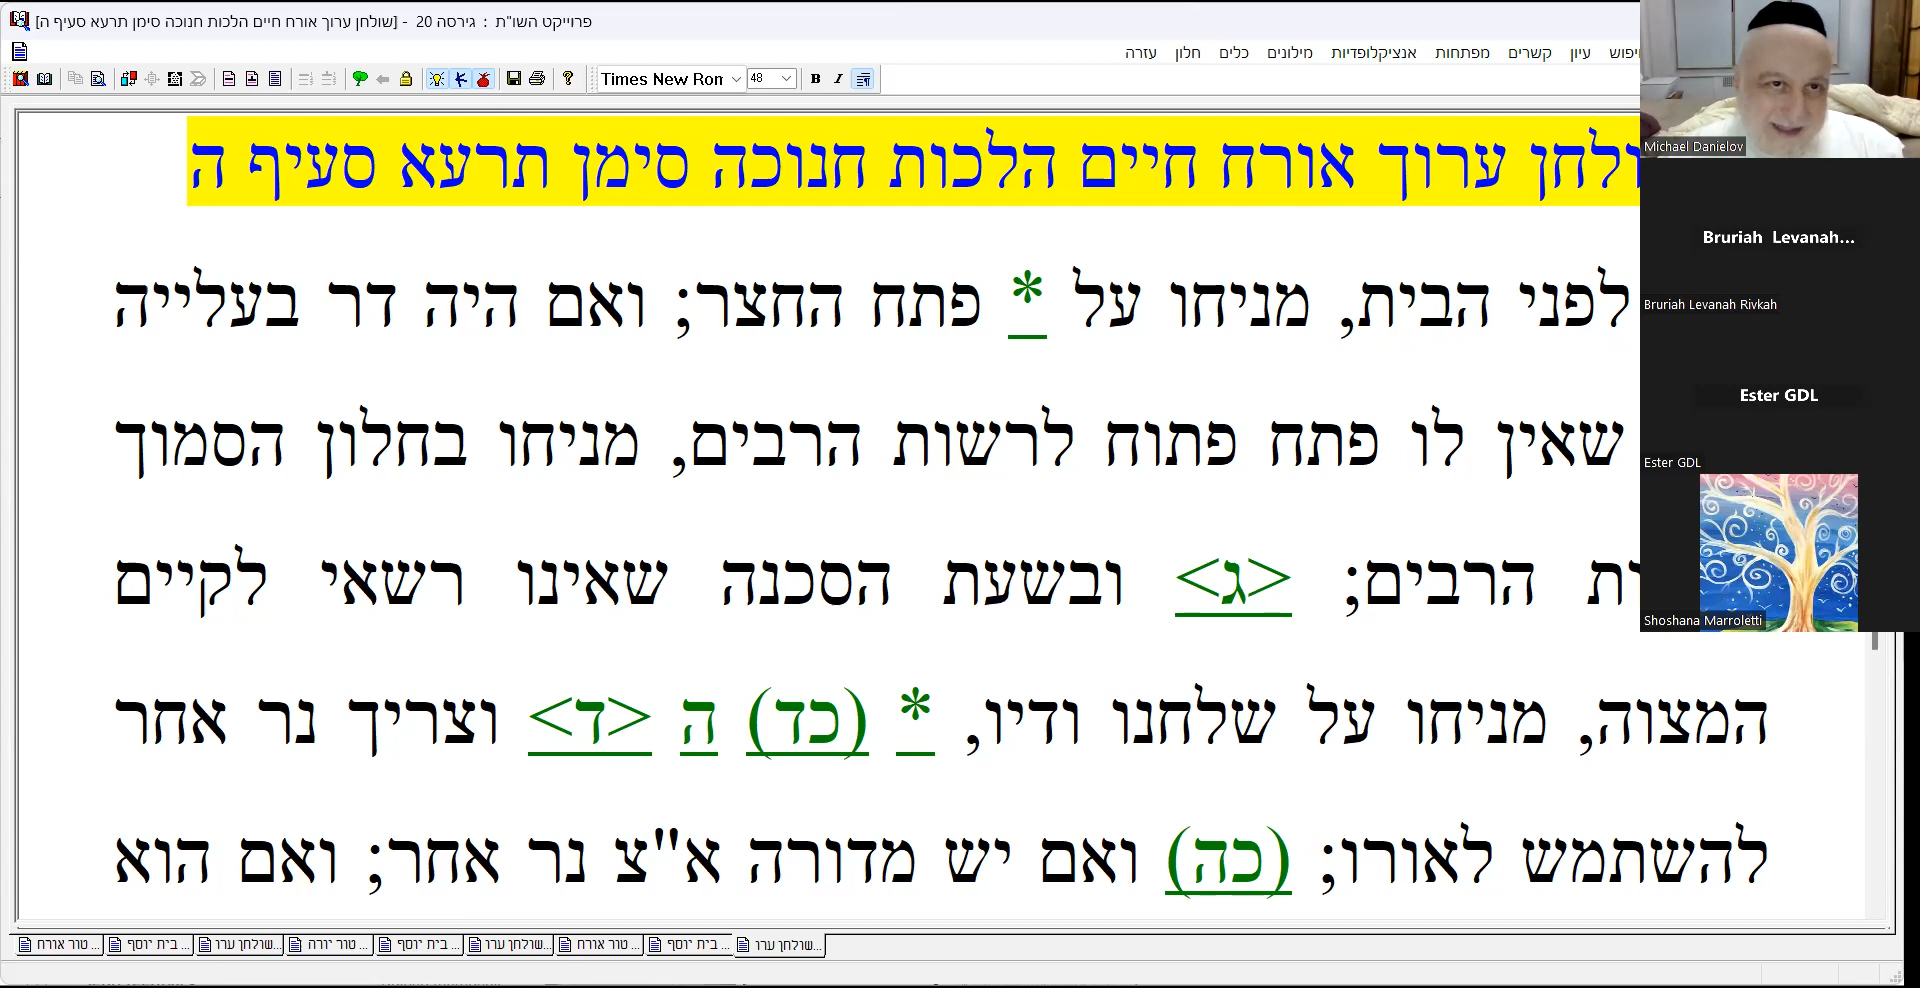 פרוייקט השו"ת : גירסה 20 - [שולחן ערוך אורח חיים הלכות חנוכה סימן תרעא סעיף ה]
עיון קשרים מפתחות אנציקלופדיות מילונים כלים חלון עזרה
Times New Ron 48 B I
ערוך אורח חיים הלכות חנוכה סימן תרעא סעיף ה
לפני הבית, מניחו על * פתח החצר; ואם היה דר בעלייה
שאין לו פתח פתוח לרשות הרבים, מניחו בחלון הסמוך
הרבים; <ג> ובשעת הסכנה שאינו רשאי לקיים
המצוה, מניחו על שלחנו ודיו, * (כד) ה <ד> וצריך נר אחר
להשתמש לאורו; (כה) ואם יש מדורה א"צ נר אחר; ואם הוא
טור אורח ...
בית יוסף ...
שולחן ערו...
טור יורה ...
בית יוסף ...
שולחן ערו...
טור אורח ...
בית יוסף ...
שולחן ערו...
Michael Danielov
Bruriah Levanah...
Bruriah Levanah Rivkah
Ester GDL
Ester GDL
Shoshana Marroletti